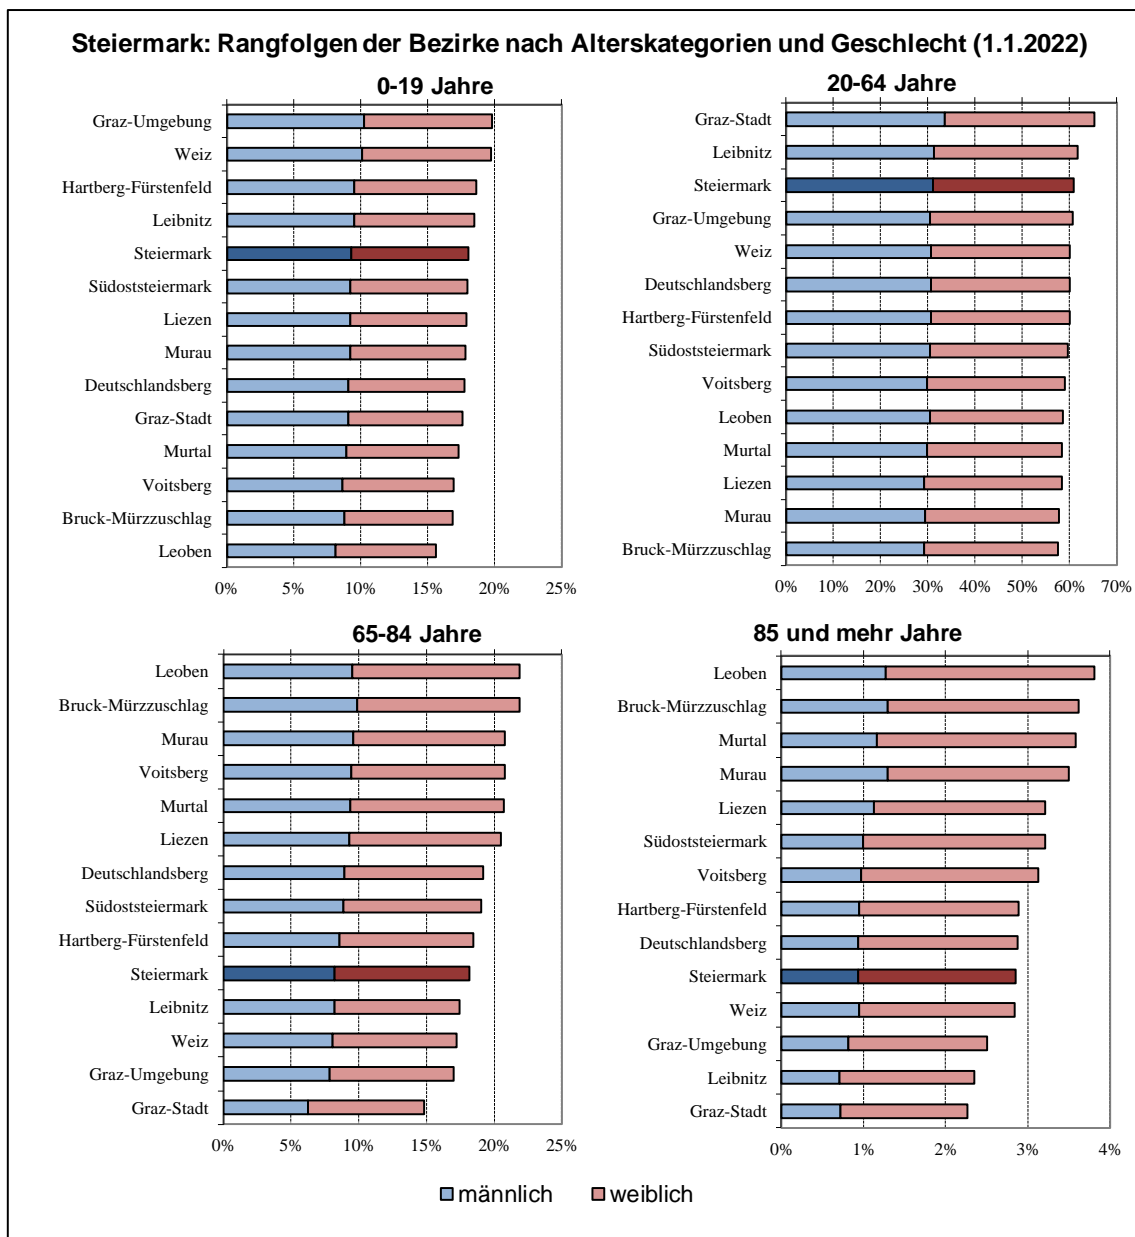 Steiermark: Rangfolgen der Bezirke nach Alterskategorien und Geschlecht (1.1.2022)
0-19 Jahre
Graz-Umgebung
Weiz
Hartberg-Fürstenfeld
Leibnitz
Steiermark
Südoststeiermark
Liezen
Murau
Deutschlandsberg
Graz-Stadt
Murtal
Voitsberg
Bruck-Mürzzuschlag
Leoben
0% 5% 10% 15% 20% 25%
20-64 Jahre
Graz-Stadt
Leibnitz
Steiermark
Graz-Umgebung
Weiz
Deutschlandsberg
Hartberg-Fürstenfeld
Südoststeiermark
Voitsberg
Leoben
Murtal
Liezen
Murau
Bruck-Mürzzuschlag
0% 10% 20% 30% 40% 50% 60% 70%
65-84 Jahre
Leoben
Bruck-Mürzzuschlag
Murau
Voitsberg
Murtal
Liezen
Deutschlandsberg
Südoststeiermark
Hartberg-Fürstenfeld
Steiermark
Leibnitz
Weiz
Graz-Umgebung
Graz-Stadt
0% 5% 10% 15% 20% 25%
85 und mehr Jahre
Leoben
Bruck-Mürzzuschlag
Murtal
Murau
Liezen
Südoststeiermark
Voitsberg
Hartberg-Fürstenfeld
Deutschlandsberg
Steiermark
Weiz
Graz-Umgebung
Leibnitz
Graz-Stadt
0% 1% 2% 3% 4%
männlich weiblich